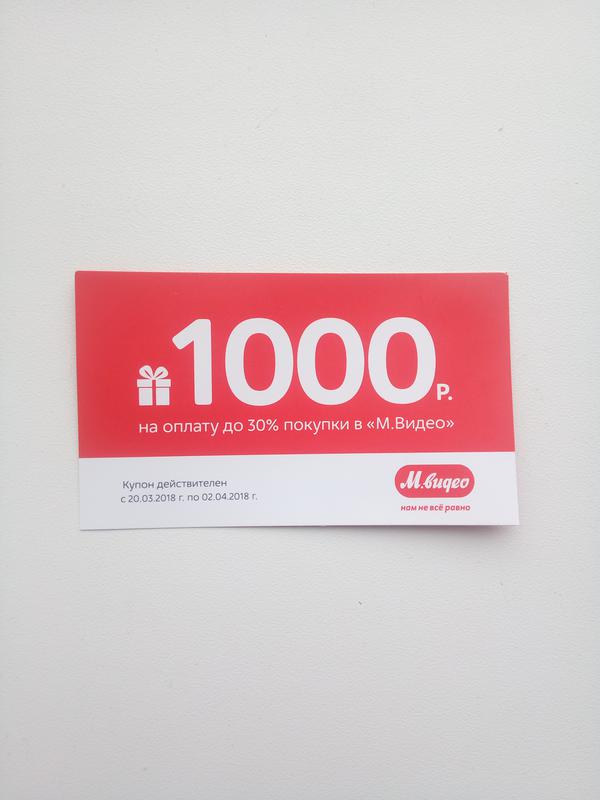 1000 Р.
на оплату до 30% покупки в «М.Видео»
Купон действителен
с 20.03.2018 г. по 02.04.2018 г.
М.видео
нам не всё равно